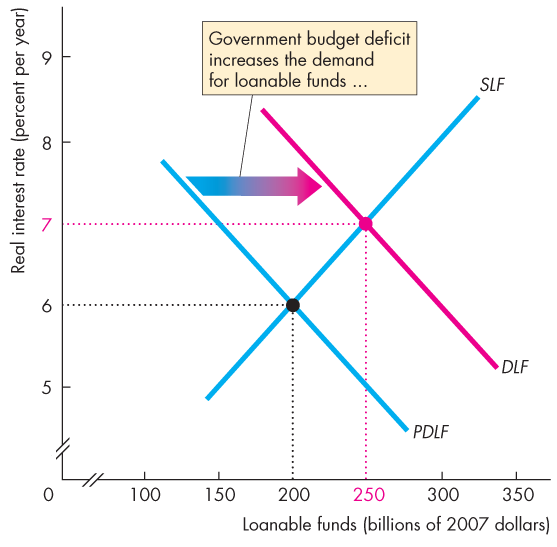 Real interest rate (percent per year)
Government budget deficit
increases the demand
for loanable funds ...
9
8
7
6
5
0
SLF
DLF
PDLF
100
150
200
250
300
350
Loanable funds (billions of 2007 dollars)